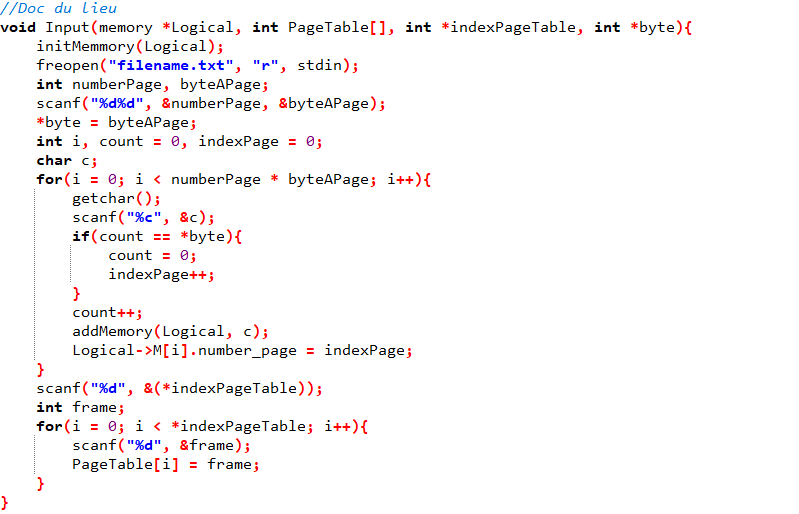 //Doc du lieu
void Input(memory *Logical, int PageTable[], int *indexPageTable, int *byte){
    initMemmory(Logical);
    freopen("filename.txt", "r", stdin);
    int numberPage, byteAPage;
    scanf("%d%d", &numberPage, &byteAPage);
    *byte = byteAPage;
    int i, count = 0, indexPage = 0;
    char c;
    for(i = 0; i < numberPage * byteAPage; i++){
        getchar();
        scanf("%c", &c);
        if(count == *byte){
            count = 0;
            indexPage++;
        }
        count++;
        addMemory(Logical, c);
        Logical->M[i].number_page = indexPage;
    }
    scanf("%d", &(*indexPageTable));
    int frame;
    for(i = 0; i < *indexPageTable; i++){
        scanf("%d", &frame);
        PageTable[i] = frame;
    }
}